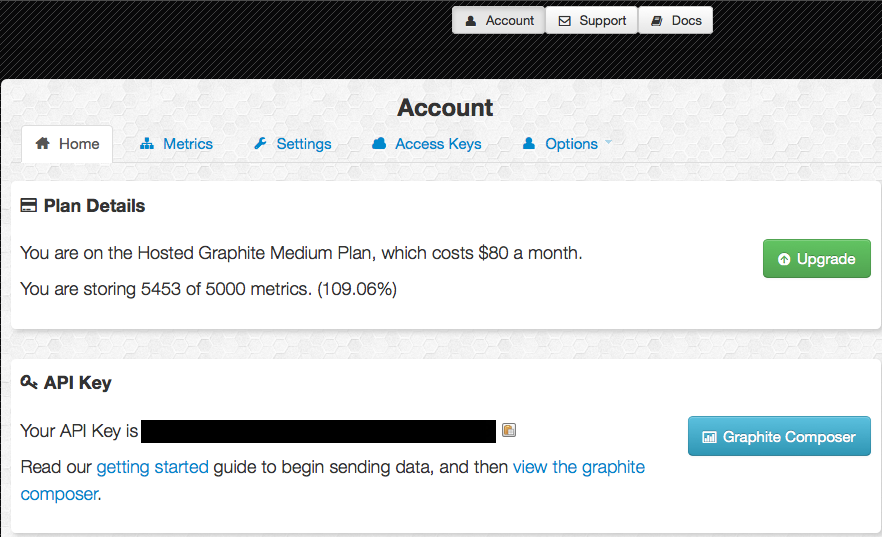 Account Support Docs
Account
Home Metrics Settings Access Keys Options
Plan Details
You are on the Hosted Graphite Medium Plan, which costs $80 a month.
Upgrade
You are storing 5453 of 5000 metrics. (109.06%)
API Key
Your API Key is
Graphite Composer
Read our getting started guide to begin sending data, and then view the graphite
composer.